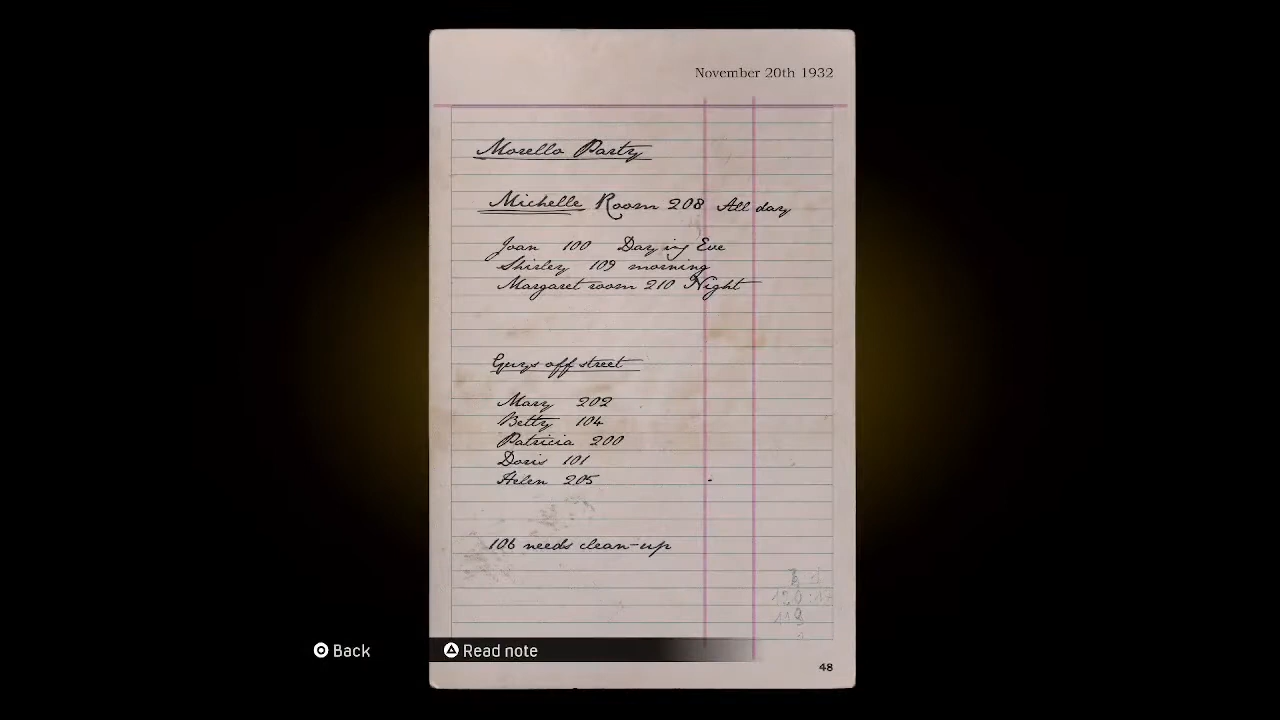 November 20th 1932
Morello Party
Michelle Room 208 All day
Joan 100 Day ing Eve
Shirley 109 morning
Margaret room 210 Night
Guys off street
Mary 202
Betty 104
Patricia 200
Doris 101
Helen 205
106 needs clean-up
Back
Read note
48